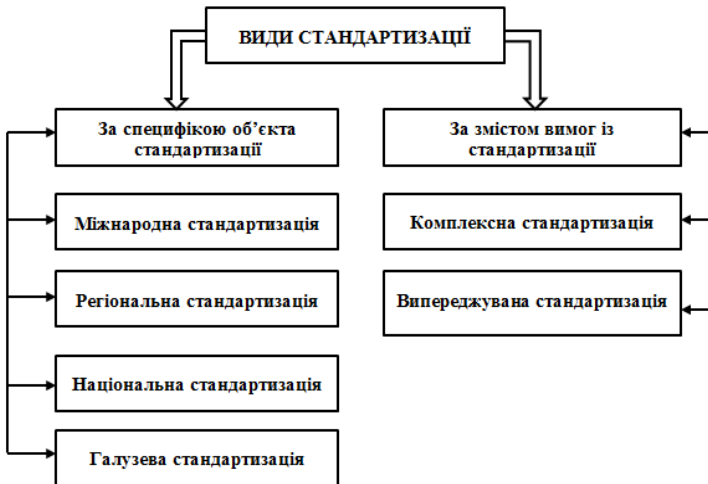 ВИДИ СТАНДАРТИЗАЦІЇ
За специфікою об’єкта
стандартизації
Міжнародна стандартизація
Регіональна стандартизація
Національна стандартизація
Галузева стандартизація
За змістом вимог із
стандартизації
Комплексна стандартизація
Випереджувана стандартизація